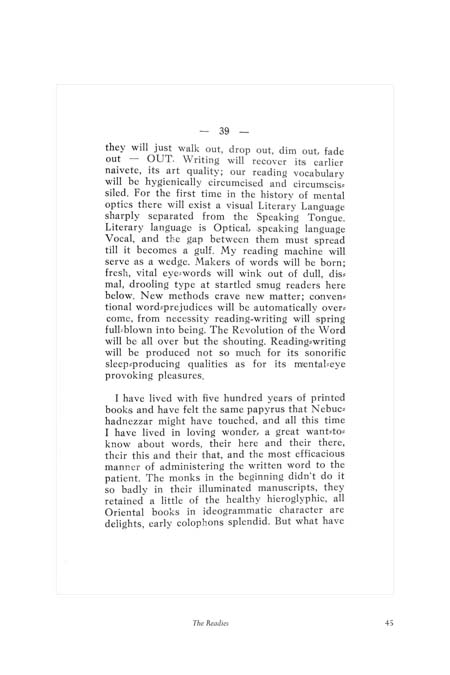 — 39 —
they will just walk out, drop out, dim out, fade
out — OUT. Writing will recover its earlier
naivete, its art quality; our reading vocabulary
will be hygienically circumcised and circumscis=
siled. For the first time in the history of mental
optics there will exist a visual Literary Language
sharply separated from the Speaking Tongue.
Literary language is Optical, speaking language
Vocal, and the gap between them must spread
till it becomes a gulf. My reading machine will
serve as a wedge. Makers of words will be born;
fresh, vital eye=words will wink out of dull, dis=
mal, drooling type at startled smug readers here
below. New methods crave new matter; conven=
tional word=prejudices will be automatically over=
come, from necessity reading=writing will spring
full=blown into being. The Revolution of the Word
will be all over but the shouting. Reading=writing
will be produced not so much for its sonorific
sleep=producing qualities as for its mental=eye
provoking pleasures.
I have lived with five hundred years of printed
books and have felt the same papyrus that Nebuc=
hadnezzar might have touched, and all this time
I have lived in loving wonder, a great want=to=
know about words, their here and their there,
their this and their that, and the most efficacious
manner of administering the written word to the
patient. The monks in the beginning didn't do it
so badly in their illuminated manuscripts, they
retained a little of the healthy hieroglyphic, all
Oriental books in ideogrammatic character are
delights, early colophons splendid. But what have
The Readies 45